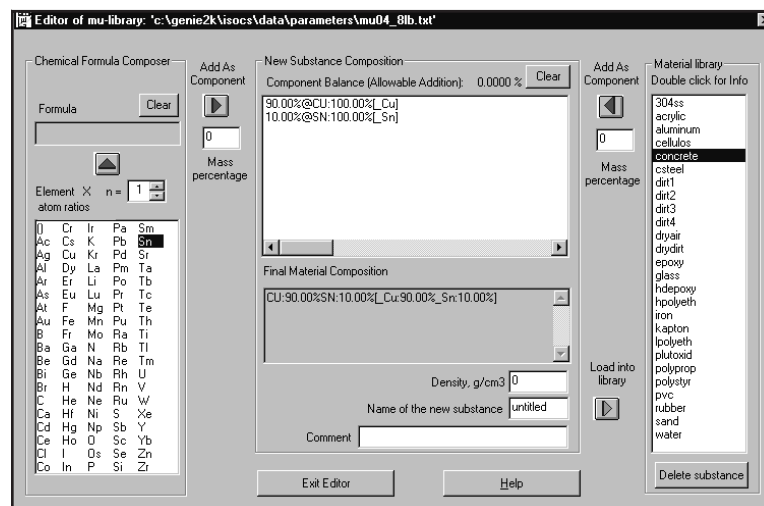 Editor of mu-library: 'c:\genie2k\isocs\data\parameters\mu04_8lb.txt'
Chemical Formula Composer
Formula
Clear
Element X n = 1
atom ratios
() Cr Ir Pa Sm
Ac Cs K Pb Sn
Ag Cu Kr Pd Sr
Al Dy La Pm Ta
Ar Er Li Po Tb
As Eu Lu Pr Tc
At F Mg Pt Te
Au Fe Mn Pu Th
B Fr Mo Ra Ti
Ba Ga N Rb Tl
Be Gd Na Re Tm
Bi Ge Nb Rh U
Br H Nd Rn V
C He Ne Ru W
Ca Hf Ni S Xe
Cd Hg Np Sb Y
Ce Ho O Sc Yb
Cl I Os Se Zn
Co In P Si Zr
Add As
Component
0
Mass
percentage
New Substance Composition
Component Balance (Allowable Addition): 0.0000 % Clear
90.00%@CU:100.00%[_Cu]
10.00%@SN:100.00%[_Sn]
Final Material Composition
CU:90.00%SN:10.00%[_Cu:90.00%_Sn:10.00%]
Density, g/cm3 0
Name of the new substance untitled
Comment
Exit Editor
Help
Add As
Component
0
Mass
percentage
Load into
library
Material library
Double click for Info
304ss
acrylic
aluminum
cellulos
concrete
csteel
dirt1
dirt2
dirt3
dirt4
dryair
drydirt
epoxy
glass
hdepoxy
hpolyeth
iron
kapton
lpolyeth
plutoxid
polyprop
polystyr
pvc
rubber
sand
water
Delete substance